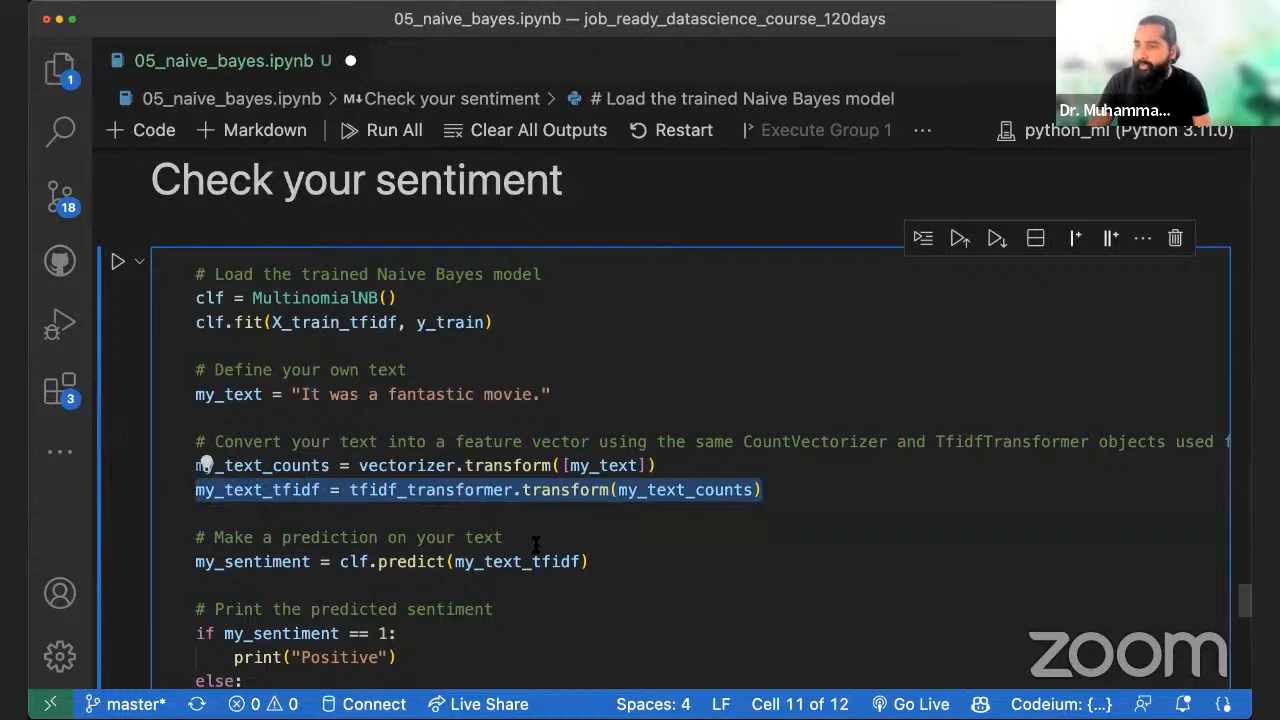 05_naive_bayes.ipynb — job_ready_datascience_course_120days
05_naive_bayes.ipynb U
05_naive_bayes.ipynb > M↓Check your sentiment > # Load the trained Naive Bayes model
+ Code + Markdown Run All Clear All Outputs Restart Execute Group 1 ... python_ml (Python 3.11.0)
Dr. Muhamma...
1
18
3
Check your sentiment
# Load the trained Naive Bayes model
clf = MultinomialNB()
clf.fit(X_train_tfidf, y_train)
# Define your own text
my_text = "It was a fantastic movie."
# Convert your text into a feature vector using the same CountVectorizer and TfidfTransformer objects used f
my_text_counts = vectorizer.transform([my_text])
my_text_tfidf = tfidf_transformer.transform(my_text_counts)
# Make a prediction on your text
my_sentiment = clf.predict(my_text_tfidf)
# Print the predicted sentiment
if my_sentiment == 1:
print("Positive")
else:
zoom
master* 0 0 Connect Live Share Spaces: 4 LF Cell 11 of 12 Go Live Codeium: {...}